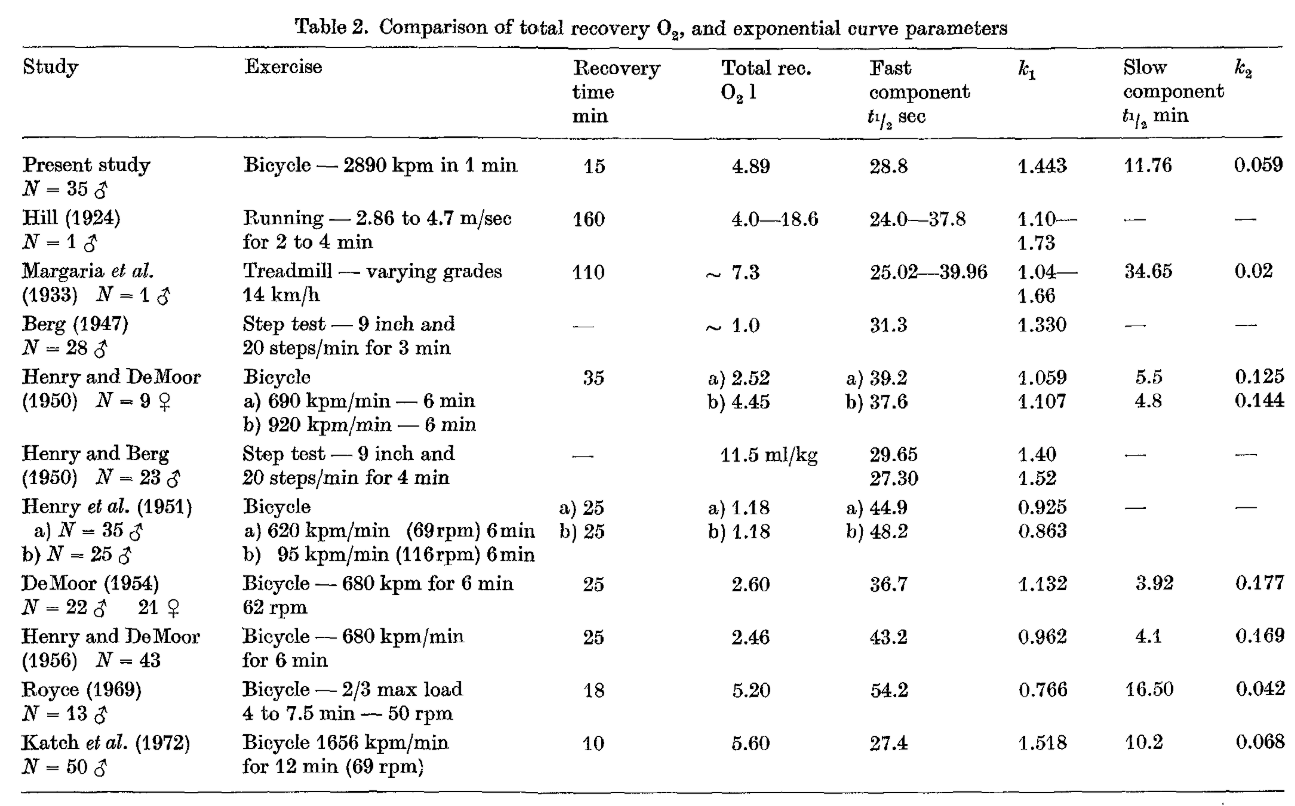 Table 2. Comparison of total recovery O₂, and exponential curve parameters
Study Exercise Recovery Total rec. Fast k₁ Slow k₂
time O₂ l component component
min t½ sec t½ min
Present study Bicycle — 2890 kpm in 1 min 15 4.89 28.8 1.443 11.76 0.059
N = 35 ♂
Hill (1924) Running — 2.86 to 4.7 m/sec 160 4.0—18.6 24.0—37.8 1.10— — —
N = 1 ♂ for 2 to 4 min 1.73
Margaria et al. Treadmill — varying grades 110 ~ 7.3 25.02—39.96 1.04— 34.65 0.02
(1933) N = 1 ♂ 14 km/h 1.66
Berg (1947) Step test — 9 inch and — ~ 1.0 31.3 1.330 — —
N = 28 ♂ 20 steps/min for 3 min
Henry and DeMoor Bicycle 35 a) 2.52 a) 39.2 1.059 5.5 0.125
(1950) N = 9 ♀ a) 690 kpm/min — 6 min b) 4.45 b) 37.6 1.107 4.8 0.144
b) 920 kpm/min — 6 min
Henry and Berg Step test — 9 inch and — 11.5 ml/kg 29.65 1.40 — —
(1950) N = 23 ♂ 20 steps/min for 4 min 27.30 1.52
Henry et al. (1951) Bicycle a) 25 a) 1.18 a) 44.9 0.925 — —
a) N = 35 ♂ a) 620 kpm/min (69rpm) 6min b) 25 b) 1.18 b) 48.2 0.863
b) N = 25 ♂ b) 95 kpm/min (116rpm) 6min
DeMoor (1954) Bicycle — 680 kpm for 6 min 25 2.60 36.7 1.132 3.92 0.177
N = 22 ♂ 21 ♀ 62 rpm
Henry and DeMoor Bicycle — 680 kpm/min 25 2.46 43.2 0.962 4.1 0.169
(1956) N = 43 for 6 min
Royce (1969) Bicycle — 2/3 max load 18 5.20 54.2 0.766 16.50 0.042
N = 13 ♂ 4 to 7.5 min — 50 rpm
Katch et al. (1972) Bicycle 1656 kpm/min 10 5.60 27.4 1.518 10.2 0.068
N = 50 ♂ for 12 min (69 rpm)